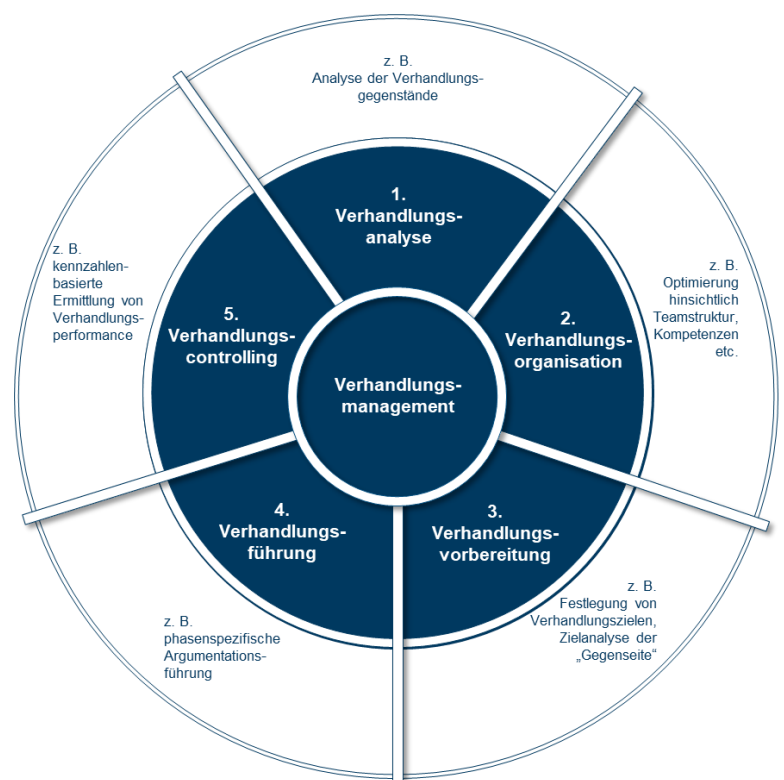 z. B.
Analyse der Verhandlungs-
gegenstände
1.
Verhandlungs-
analyse
z. B.
Optimierung
hinsichtlich
Teamstruktur,
Kompetenzen
etc.
2.
Verhandlungs-
organisation
z. B.
Festlegung von
Verhandlungszielen,
Zielanalyse der
„Gegenseite“
3.
Verhandlungs-
vorbereitung
z. B.
phasenspezifische
Argumentations-
führung
4.
Verhandlungs-
führung
z. B.
kennzahlen-
basierte
Ermittlung von
Verhandlungs-
performance
5.
Verhandlungs-
controlling
Verhandlungs-
management